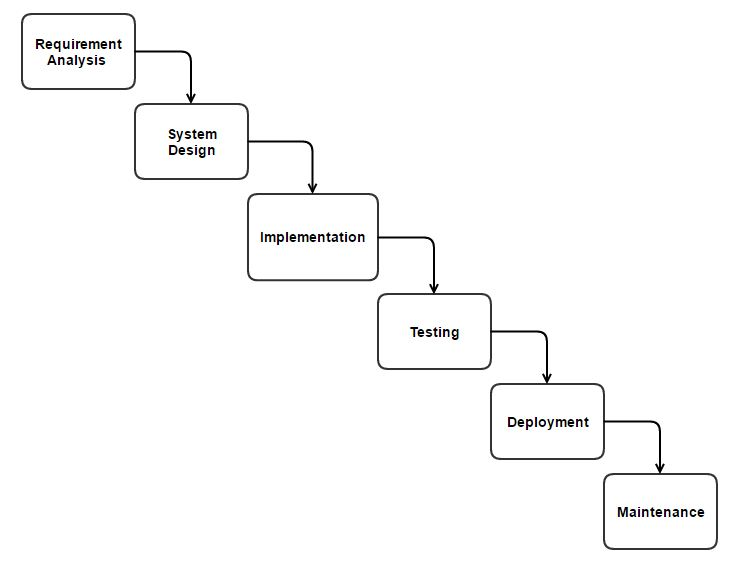 Requirement
Analysis
System
Design
Implementation
Testing
Deployment
Maintenance